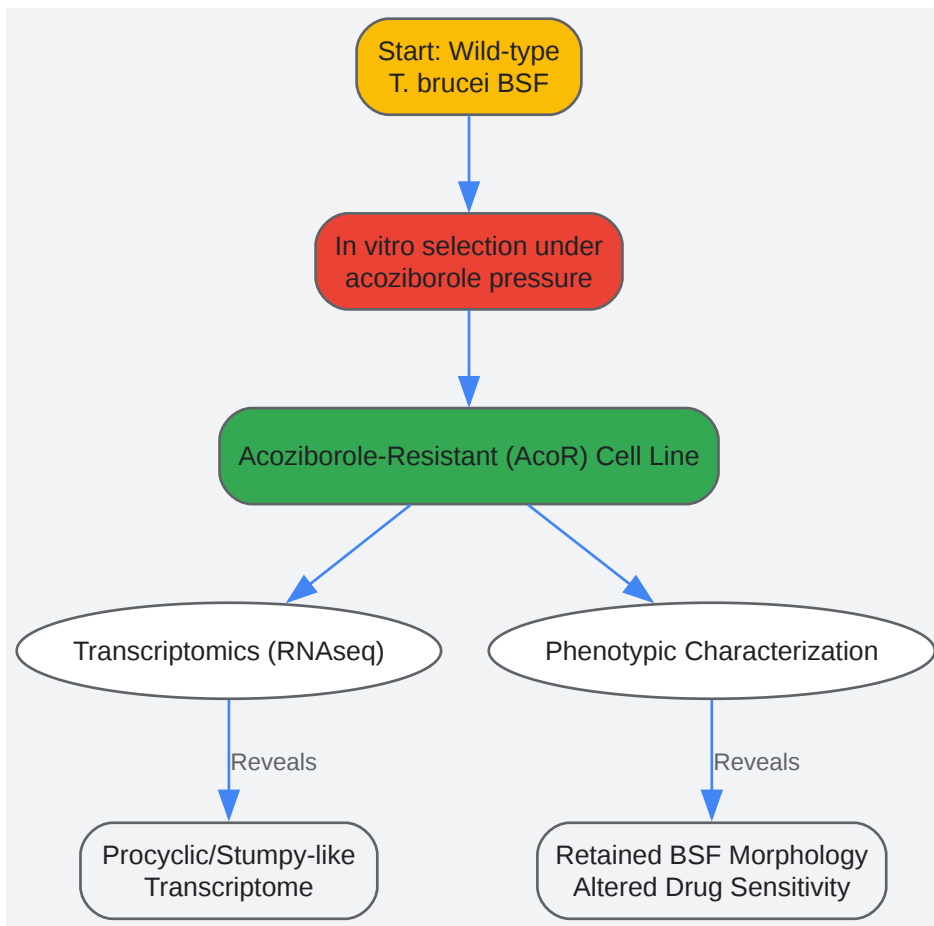 Start: Wild-type
T. brucei BSF
In vitro selection under
acoziborole pressure
Acoziborole-Resistant (AcoR) Cell Line
Transcriptomics (RNAseq)
Phenotypic Characterization
Reveals
Reveals
Procyclic/Stumpy-like
Transcriptome
Retained BSF Morphology
Altered Drug Sensitivity